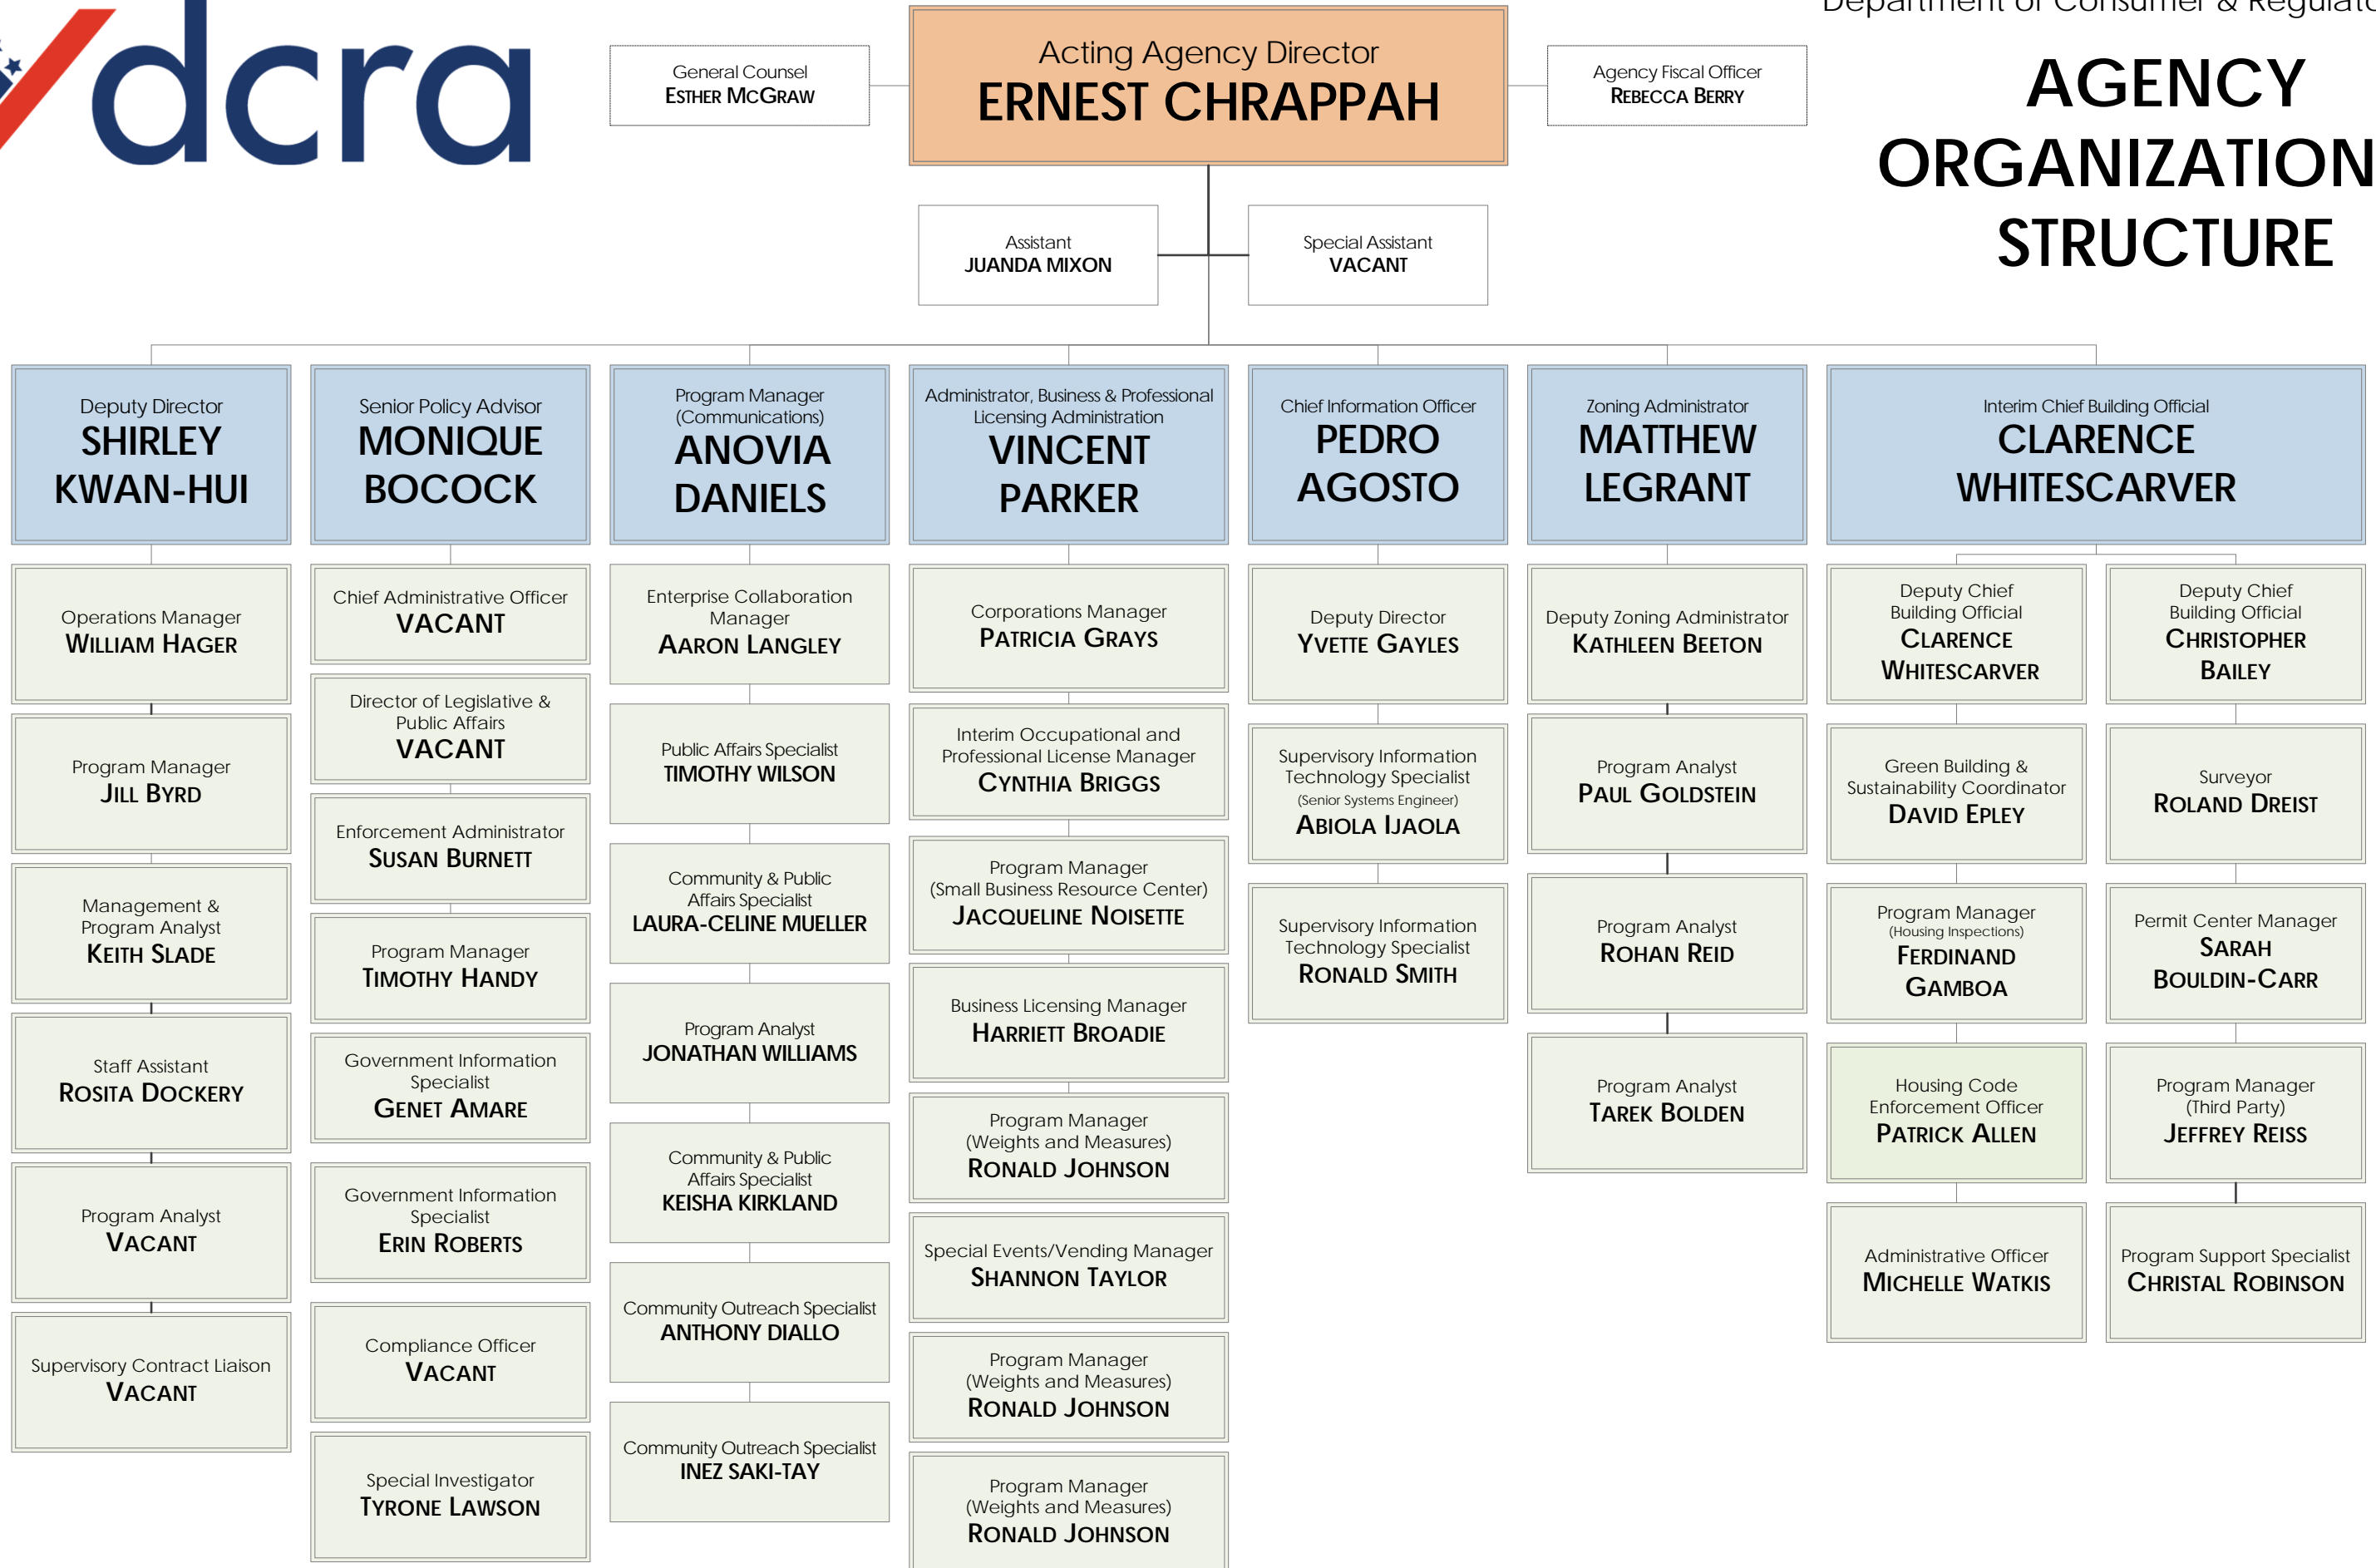 dcra
Department of Consumer & Regulato
AGENCY
ORGANIZATION
STRUCTURE
General Counsel
ESTHER MCGRAW
Acting Agency Director
ERNEST CHRAPPAH
Agency Fiscal Officer
REBECCA BERRY
Assistant
JUANDA MIXON
Special Assistant
VACANT
Deputy Director
SHIRLEY
KWAN-HUI
Operations Manager
WILLIAM HAGER
Program Manager
JILL BYRD
Management &
Program Analyst
KEITH SLADE
Staff Assistant
ROSITA DOCKERY
Program Analyst
VACANT
Supervisory Contract Liaison
VACANT
Senior Policy Advisor
MONIQUE
BOCOCK
Chief Administrative Officer
VACANT
Director of Legislative &
Public Affairs
VACANT
Enforcement Administrator
SUSAN BURNETT
Program Manager
TIMOTHY HANDY
Government Information
Specialist
GENET AMARE
Government Information
Specialist
ERIN ROBERTS
Compliance Officer
VACANT
Special Investigator
TYRONE LAWSON
Program Manager
(Communications)
ANOVIA
DANIELS
Enterprise Collaboration
Manager
AARON LANGLEY
Public Affairs Specialist
TIMOTHY WILSON
Community & Public
Affairs Specialist
LAURA-CELINE MUELLER
Program Analyst
JONATHAN WILLIAMS
Community & Public
Affairs Specialist
KEISHA KIRKLAND
Community Outreach Specialist
ANTHONY DIALLO
Community Outreach Specialist
INEZ SAKI-TAY
Administrator, Business & Professional
Licensing Administration
VINCENT
PARKER
Corporations Manager
PATRICIA GRAYS
Interim Occupational and
Professional License Manager
CYNTHIA BRIGGS
Program Manager
(Small Business Resource Center)
JACQUELINE NOISETTE
Business Licensing Manager
HARRIETT BROADIE
Program Manager
(Weights and Measures)
RONALD JOHNSON
Special Events/Vending Manager
SHANNON TAYLOR
Program Manager
(Weights and Measures)
RONALD JOHNSON
Program Manager
(Weights and Measures)
RONALD JOHNSON
Chief Information Officer
PEDRO
AGOSTO
Deputy Director
YVETTE GAYLES
Supervisory Information
Technology Specialist
(Senior Systems Engineer)
ABIOLA IJAOLA
Supervisory Information
Technology Specialist
RONALD SMITH
Zoning Administrator
MATTHEW
LEGRANT
Deputy Zoning Administrator
KATHLEEN BEETON
Program Analyst
PAUL GOLDSTEIN
Program Analyst
ROHAN REID
Program Analyst
TAREK BOLDEN
Interim Chief Building Official
CLARENCE
WHITESCARVER
Deputy Chief
Building Official
CLARENCE
WHITESCARVER
Green Building &
Sustainability Coordinator
DAVID EPLEY
Program Manager
(Housing Inspections)
FERDINAND
GAMBOA
Housing Code
Enforcement Officer
PATRICK ALLEN
Administrative Officer
MICHELLE WATKIS
Deputy Chief
Building Official
CHRISTOPHER
BAILEY
Surveyor
ROLAND DREIST
Permit Center Manager
SARAH
BOULDIN-CARR
Program Manager
(Third Party)
JEFFREY REISS
Program Support Specialist
CHRISTAL ROBINSON